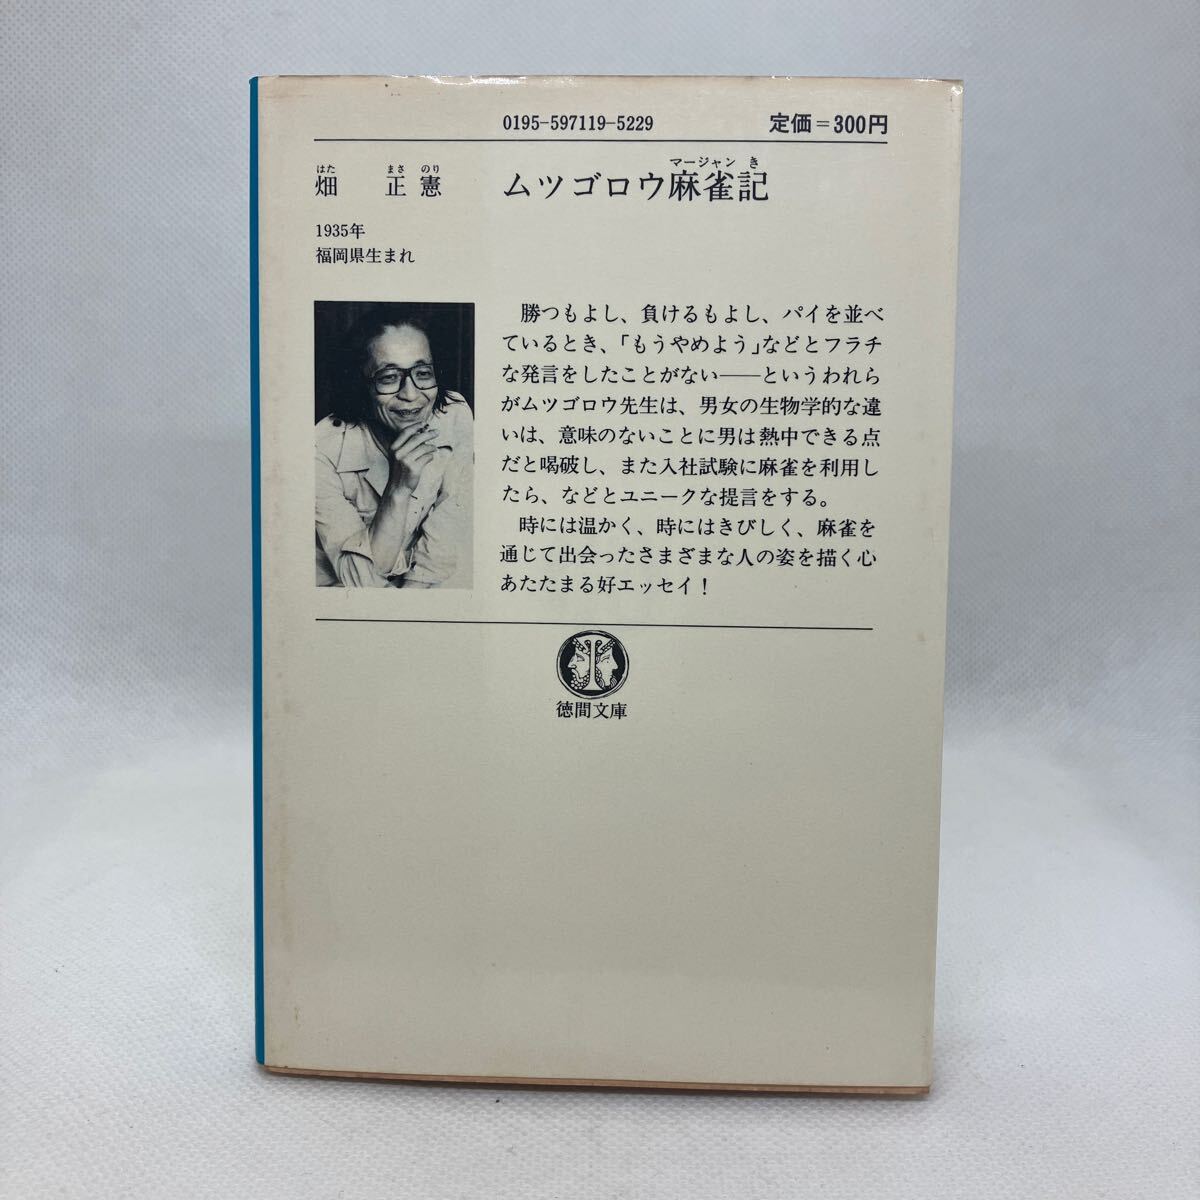 0195-597119-5229　定価＝300円
はた　まさ　のり
畑　正憲
マージャン　き
ムツゴロウ麻雀記
1935年
福岡県生まれ
勝つもよし、負けるもよし、パイを並べ
ているとき、「もうやめよう」などとフラチ
な発言をしたことがない――というわれら
がムツゴロウ先生は、男女の生物学的な違
いは、意味のないことに男は熱中できる点
だと喝破し、また入社試験に麻雀を利用し
たら、などとユニークな提言をする。
時には温かく、時にはきびしく、麻雀を
通じて出会ったさまざまな人の姿を描く心
あたたまる好エッセイ！
徳間文庫